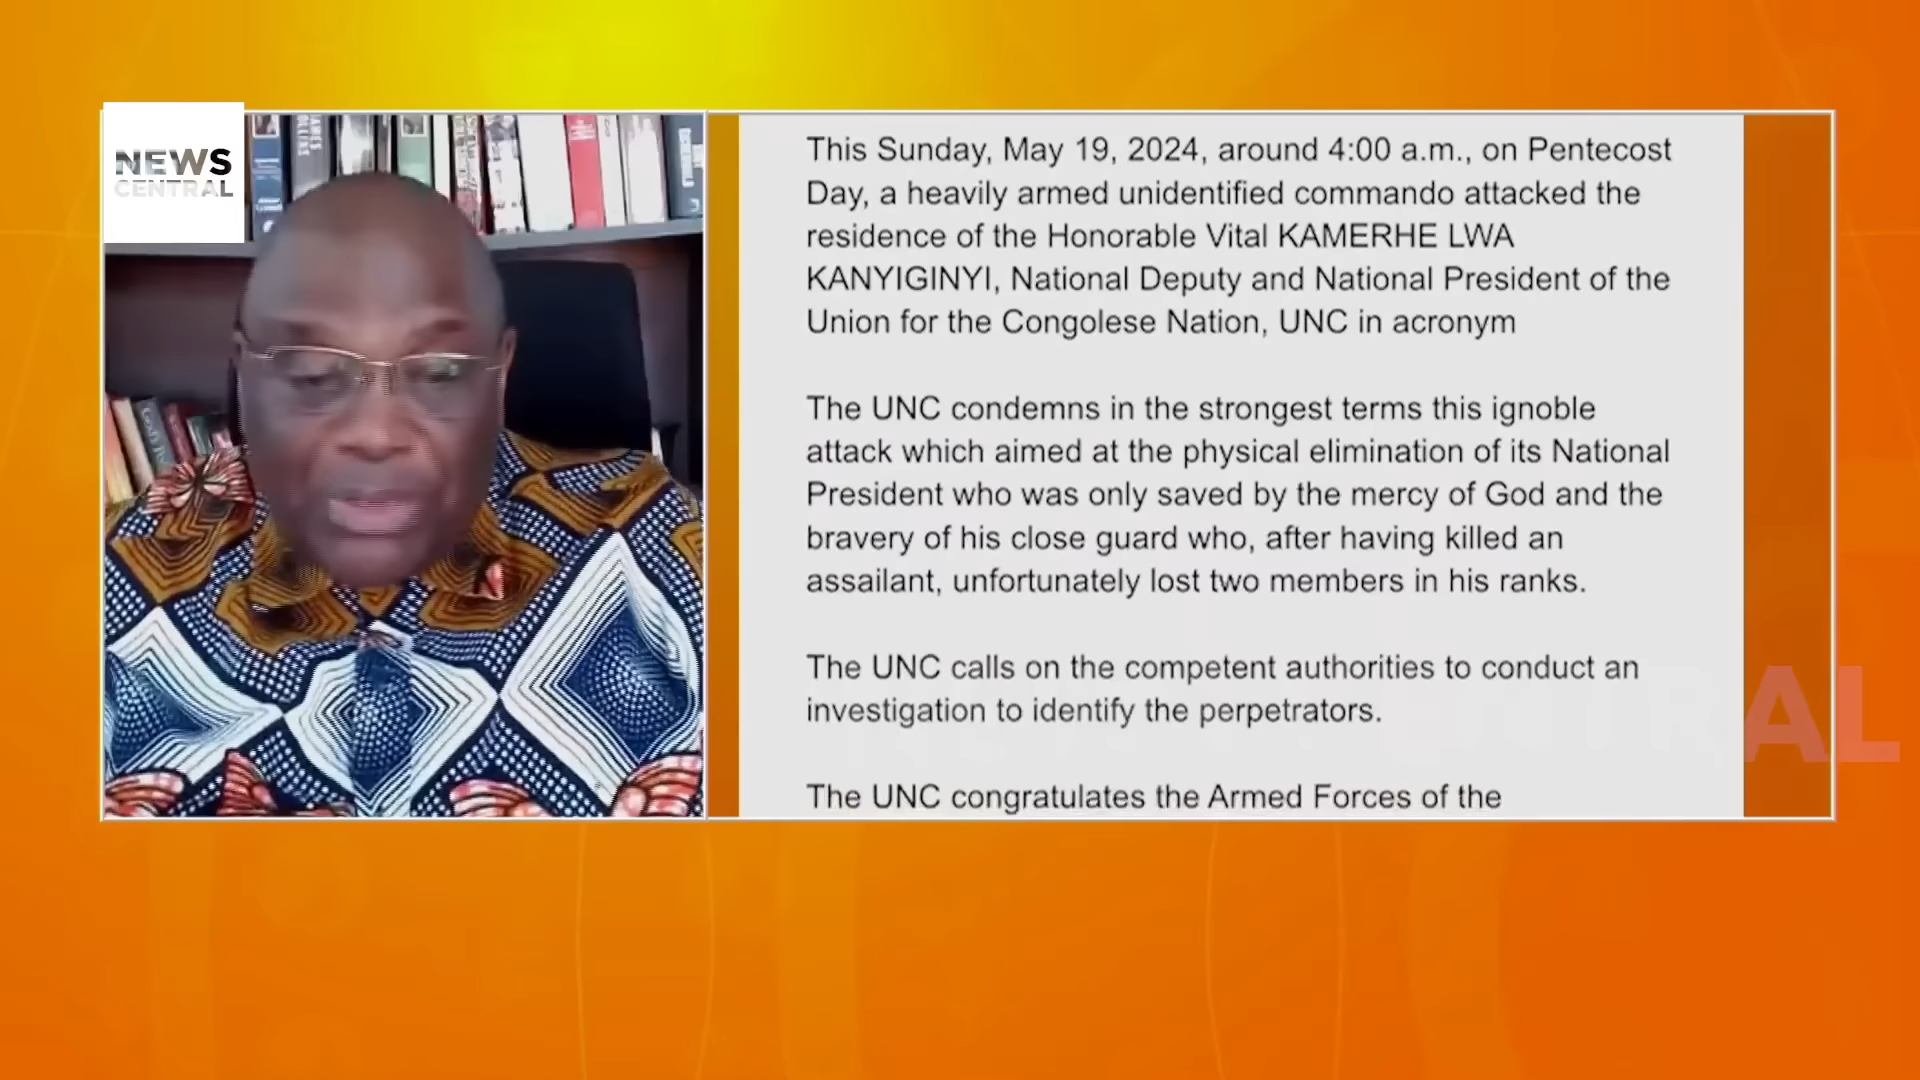 NEWS
CENTRAL
This Sunday, May 19, 2024, around 4:00 a.m., on Pentecost
Day, a heavily armed unidentified commando attacked the
residence of the Honorable Vital KAMERHE LWA
KANYIGINYI, National Deputy and National President of the
Union for the Congolese Nation, UNC in acronym
The UNC condemns in the strongest terms this ignoble
attack which aimed at the physical elimination of its National
President who was only saved by the mercy of God and the
bravery of his close guard who, after having killed an
assailant, unfortunately lost two members in his ranks.
The UNC calls on the competent authorities to conduct an
investigation to identify the perpetrators.
The UNC congratulates the Armed Forces of the